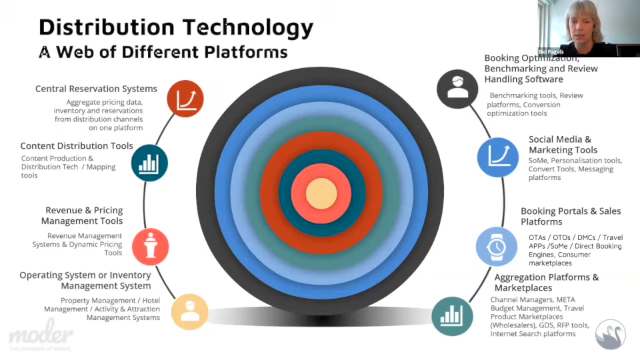 Distribution Technology
A Web of Different Platforms
Central Reservation Systems
Aggregate pricing data,
inventory and reservations
from distribution channels
on one platform
Content Distribution Tools
Content Production &
Distribution Tech / Mapping
tools
Revenue & Pricing
Management Tools
Revenue Management
Systems & Dynamic Pricing
Tools
Operating System or Inventory
Management System
Property Management / Hotel
Management / Activity & Attraction
Management Systems
moder
Booking Optimization,
Benchmarking and Review
Handling Software
Benchmarking tools, Review
platforms, Conversion
optimization tools
Social Media &
Marketing Tools
SoMe, Personalisation tools,
Convert Tools, Messaging
platforms
Booking Portals & Sales
Platforms
OTAs / OTOs / DMCs / Travel
APPs /SoMe / Direct Booking
Engines, Consumer
marketplaces
Aggregation Platforms &
Marketplaces
Channel Managers, META
Budget Management, Travel
Product Marketplaces
(Wholesalers), GDS, RFP tools,
Internet Search platforms